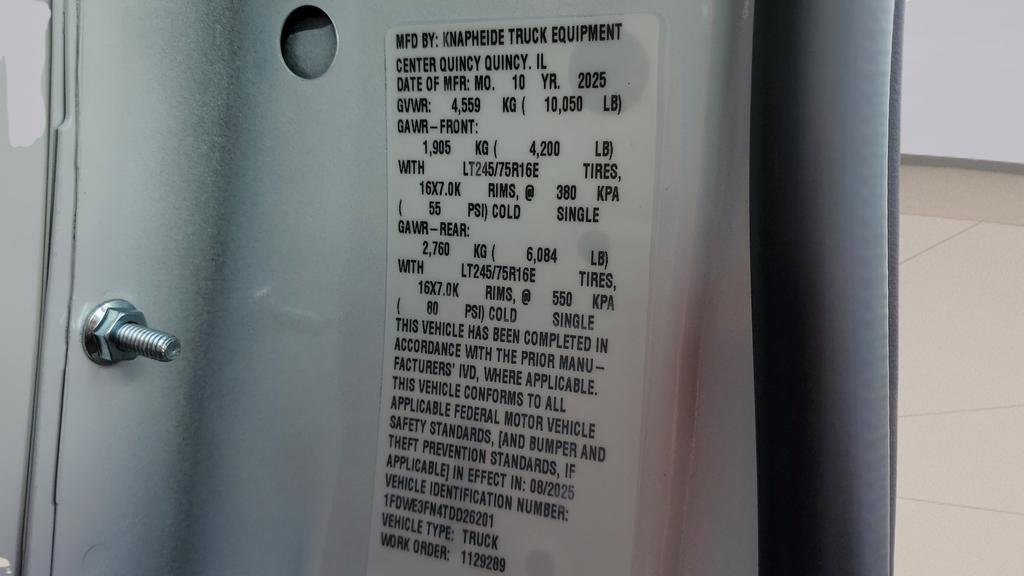 MFD BY: KNAPHEIDE TRUCK EQUIPMENT
CENTER QUINCY QUINCY. IL
DATE OF MFR: MO. 10 YR. 2025
GVWR: 4,559 KG ( 10,050 LB)
GAWR-FRONT:
1,905 KG ( 4,200 LB)
WITH LT245/75R16E TIRES,
16X7.0K RIMS, @ 380 KPA
( 55 PSI) COLD SINGLE
GAWR-REAR:
2,760 KG ( 6,084 LB)
WITH LT245/75R16E TIRES,
16X7.0K RIMS, @ 550 KPA
( 80 PSI) COLD SINGLE
THIS VEHICLE HAS BEEN COMPLETED IN
ACCORDANCE WITH THE PRIOR MANU-
FACTURERS' IVD, WHERE APPLICABLE.
THIS VEHICLE CONFORMS TO ALL
APPLICABLE FEDERAL MOTOR VEHICLE
SAFETY STANDARDS, [AND BUMPER AND
THEFT PREVENTION STANDARDS, IF
APPLICABLE] IN EFFECT IN: 08/2025
VEHICLE IDENTIFICATION NUMBER:
1FDWE3FN4TDD26201
VEHICLE TYPE: TRUCK
WORK ORDER: 1129289